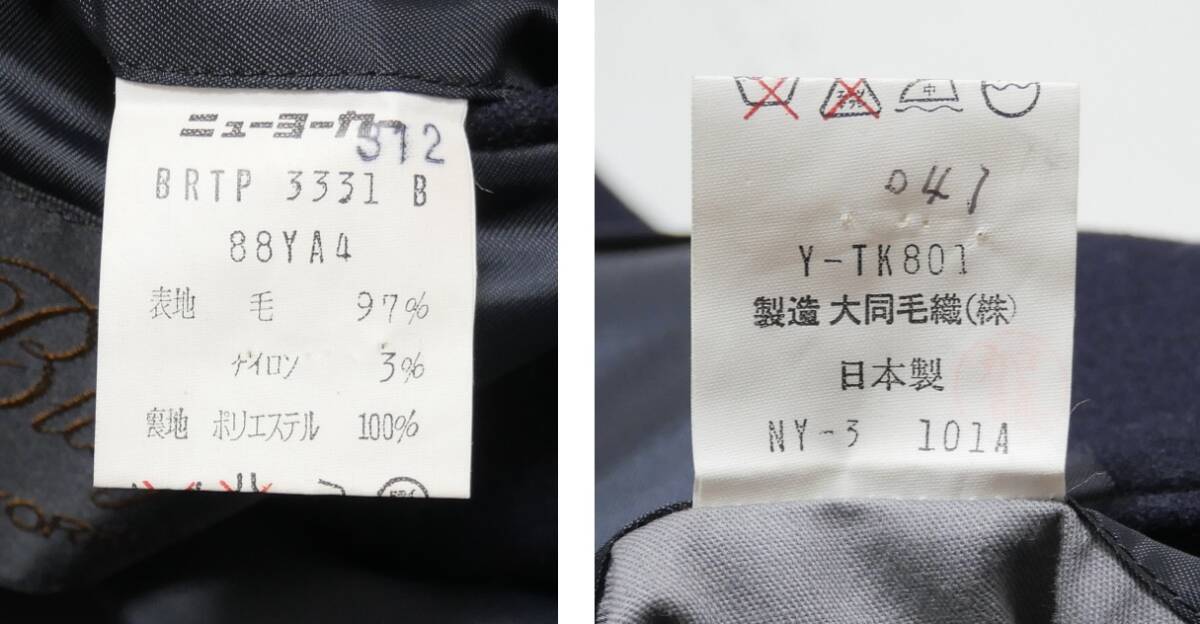 ニューヨーカー
372
BRTP 3331 B
88YA4
表地 毛 97%
ナイロン 3%
裏地 ポリエステル 100%
中
041
Y-TK801
製造 大同毛織(株)
日本製
NY-3 101A